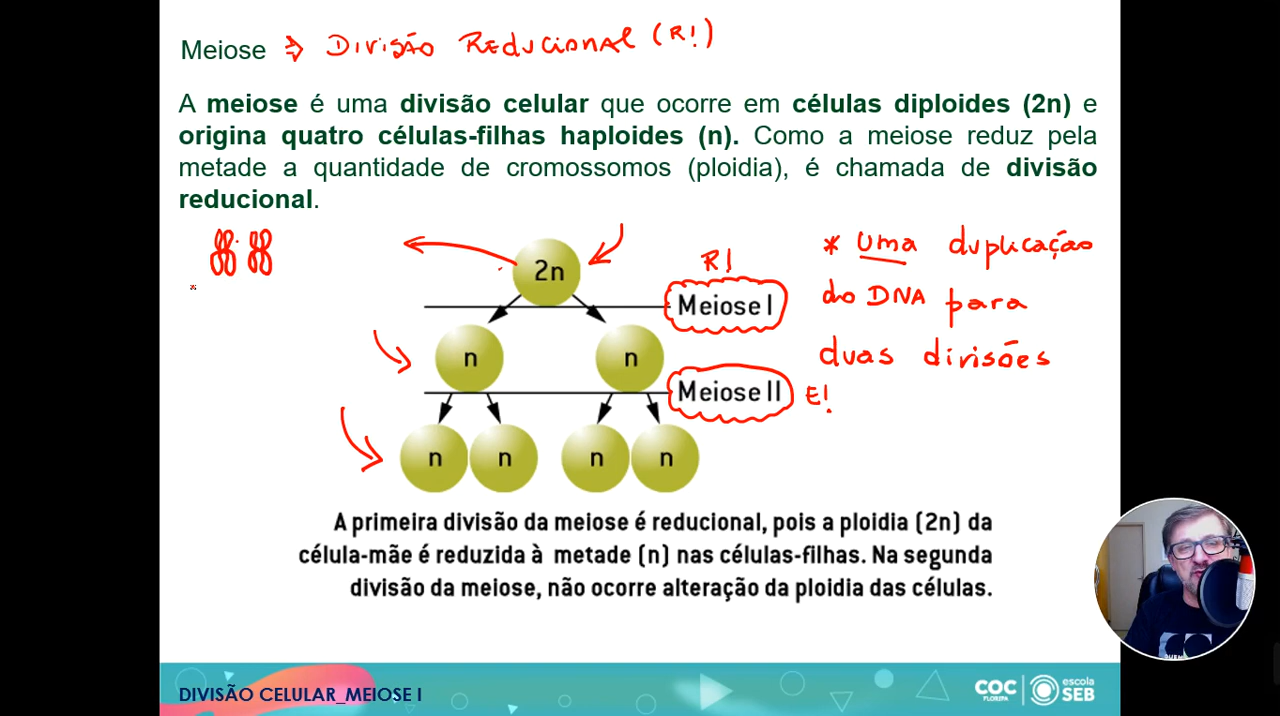 Meiose ⇒ Divisão Reducional (R!)
A meiose é uma divisão celular que ocorre em células diploides (2n) e
origina quatro células-filhas haploides (n). Como a meiose reduz pela
metade a quantidade de cromossomos (ploidia), é chamada de divisão
reducional.
* Uma duplicação
do DNA para
duas divisões
2n
R!
Meiose I
n n
Meiose II E!
n n n n
A primeira divisão da meiose é reducional, pois a ploidia (2n) da
célula-mãe é reduzida à metade (n) nas células-filhas. Na segunda
divisão da meiose, não ocorre alteração da ploidia das células.
DIVISÃO CELULAR_MEIOSE I
COC
FLORIPA
escola
SEB